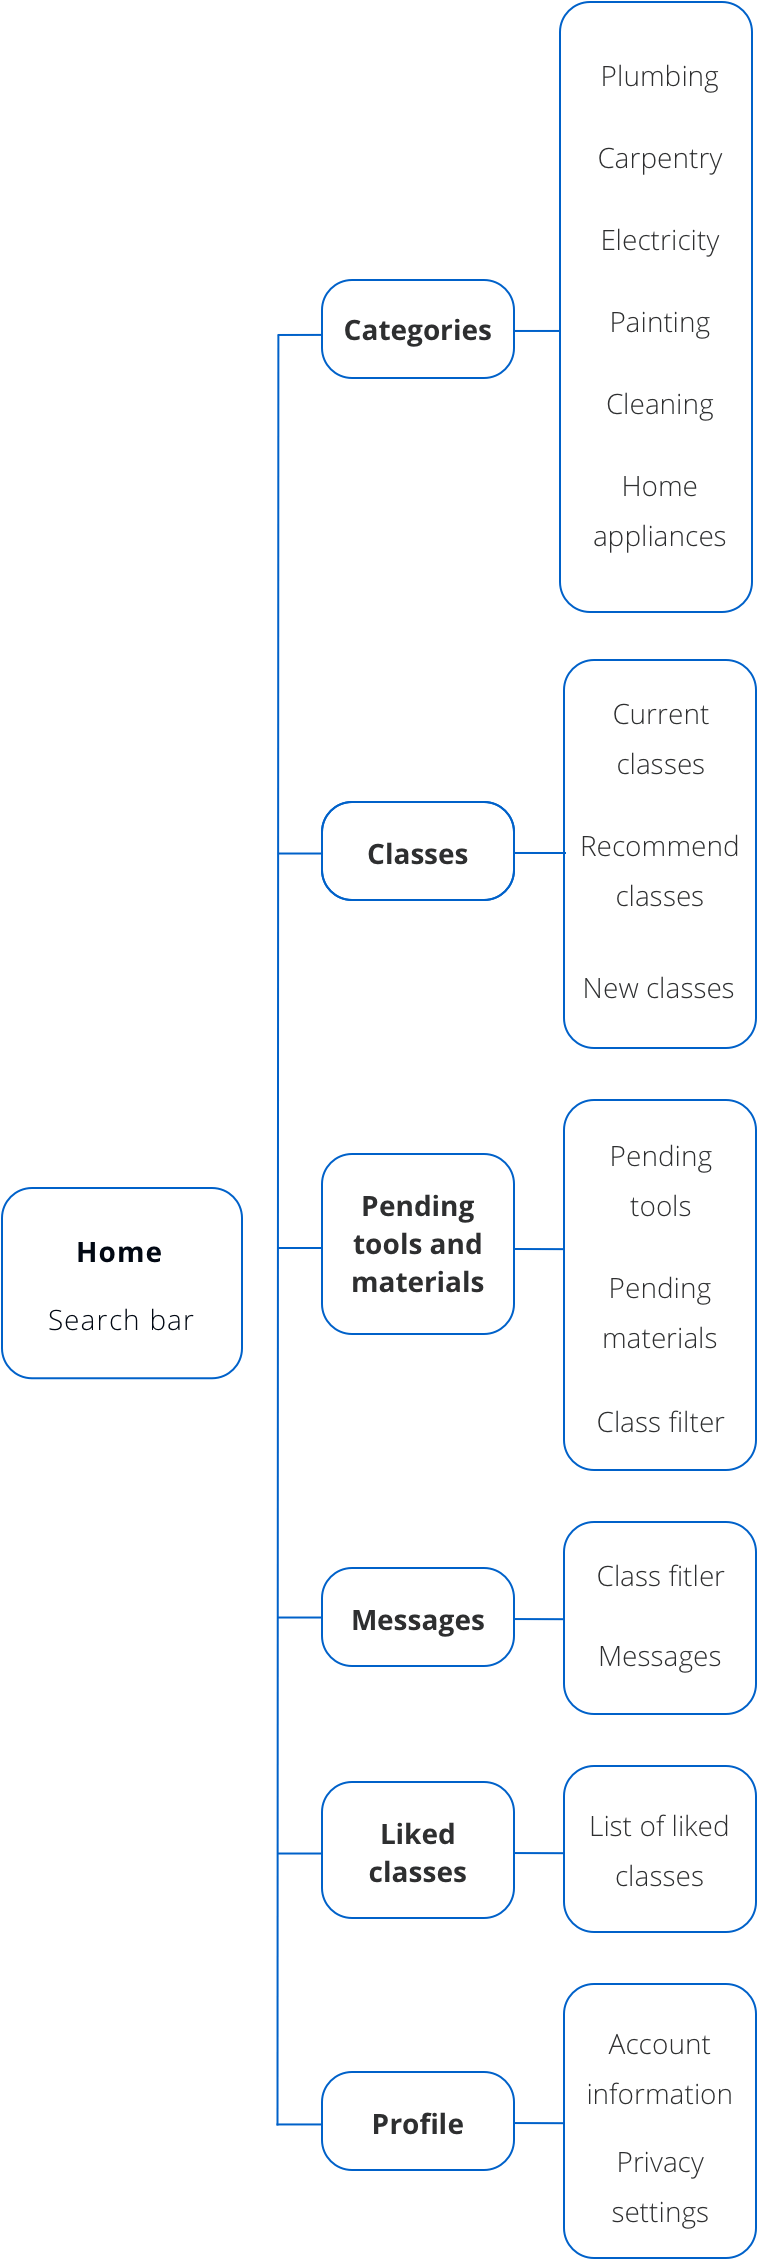 Home
Search bar
Categories
Plumbing
Carpentry
Electricity
Painting
Cleaning
Home
appliances
Classes
Current
classes
Recommend
classes
New classes
Pending
tools and
materials
Pending
tools
Pending
materials
Class filter
Messages
Class fitler
Messages
Liked
classes
List of liked
classes
Profile
Account
information
Privacy
settings